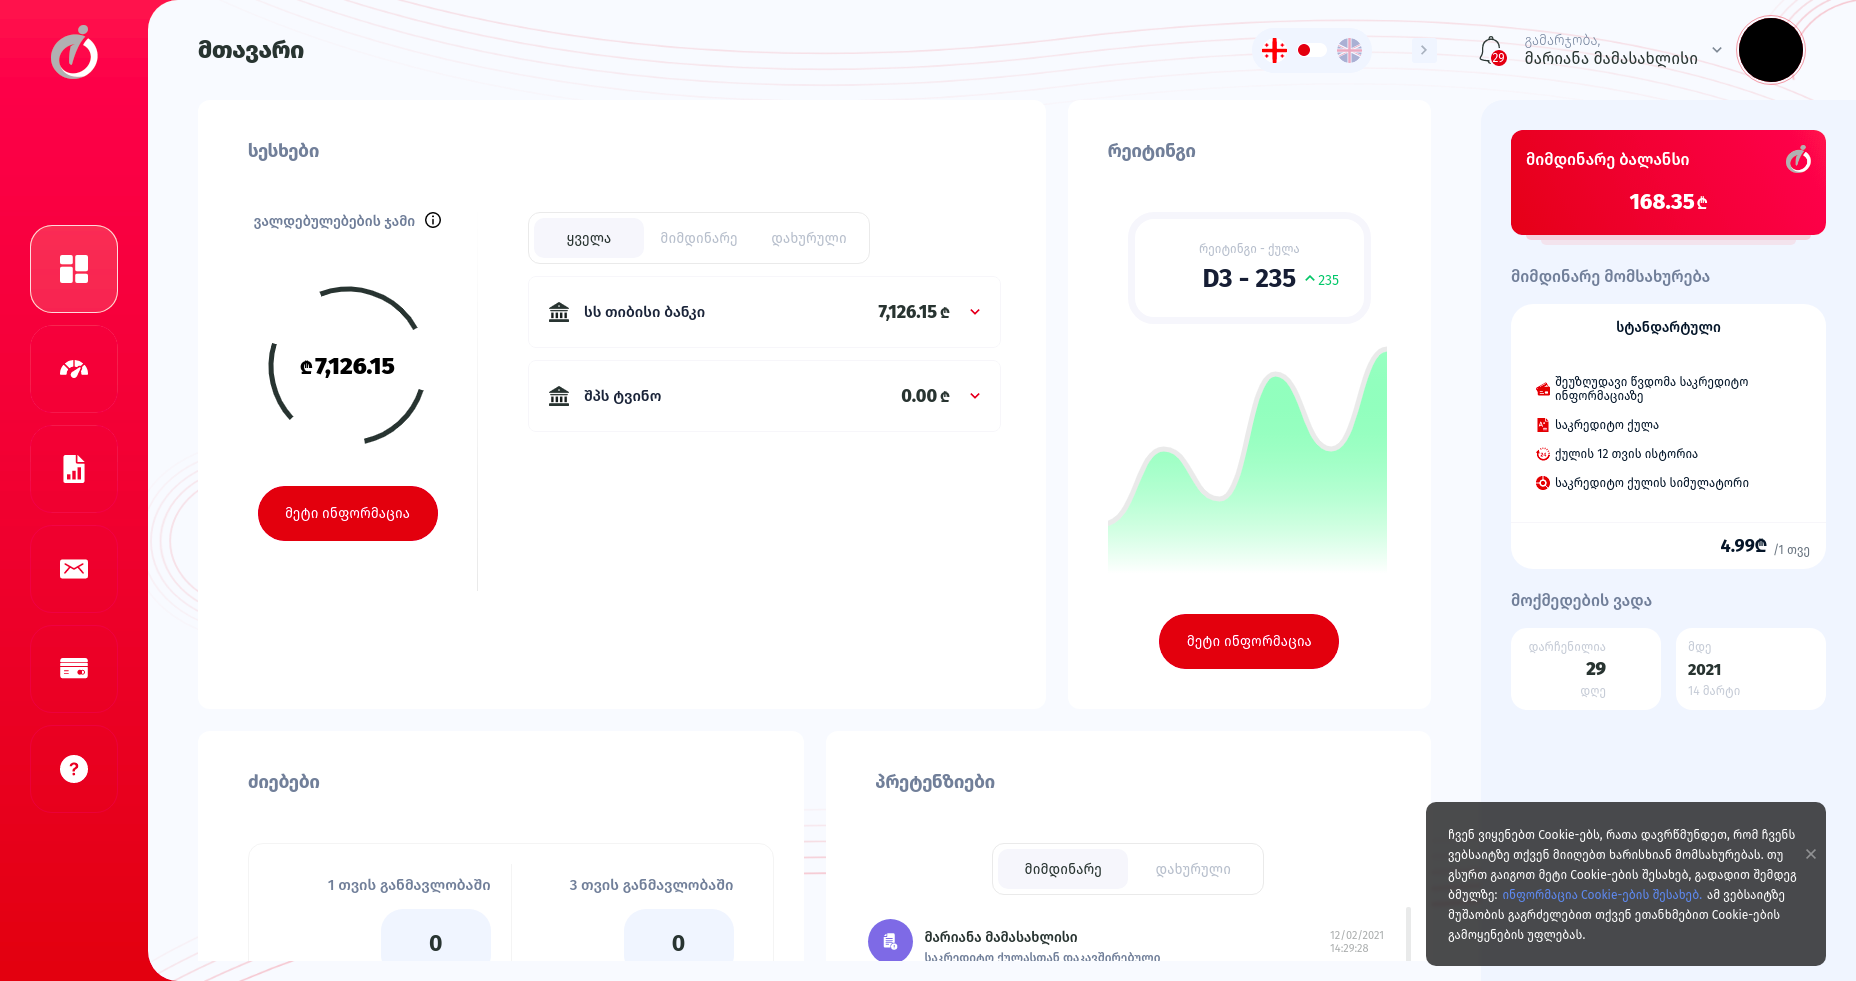 მთავარი
29
გამარჯობა,
მარიანა მამასახლისი
სესხები
ვალდებულებების ჯამი
₾7,126.15
მეტი ინფორმაცია
ყველა მიმდინარე დახურული
სს თიბისი ბანკი 7,126.15 ₾
შპს ტვინო 0.00 ₾
რეიტინგი
რეიტინგი - ქულა
D3 - 235 235
მეტი ინფორმაცია
მიმდინარე ბალანსი
168.35₾
მიმდინარე მომსახურება
სტანდარტული
შეუზღუდავი წვდომა საკრედიტო
ინფორმაციაზე
საკრედიტო ქულა
ქულის 12 თვის ისტორია
საკრედიტო ქულის სიმულატორი
4.99₾ /1 თვე
მოქმედების ვადა
დარჩენილია
29
დღე
მდე
2021
14 მარტი
ძიებები
1 თვის განმავლობაში
0
3 თვის განმავლობაში
0
პრეტენზიები
მიმდინარე დახურული
მარიანა მამასახლისი
საკრედიტო ქულასთან დაკავშირებული
12/02/2021
14:29:28
ჩვენ ვიყენებთ Cookie-ებს, რათა დავრწმუნდეთ, რომ ჩვენს
ვებსაიტზე თქვენ მიიღებთ ხარისხიან მომსახურებას. თუ
გსურთ გაიგოთ მეტი Cookie-ების შესახებ, გადადით შემდეგ
ბმულზე: ინფორმაცია Cookie-ების შესახებ. ამ ვებსაიტზე
მუშაობის გაგრძელებით თქვენ ეთანხმებით Cookie-ების
გამოყენების უფლებას.